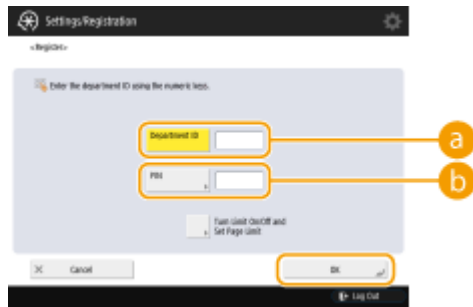 Settings/Registration
<Register>
Enter the department ID using the numeric keys.
Department ID
a
PIN
b
Turn Limit On/Off and
Set Page Limit
Cancel
OK
Log Out